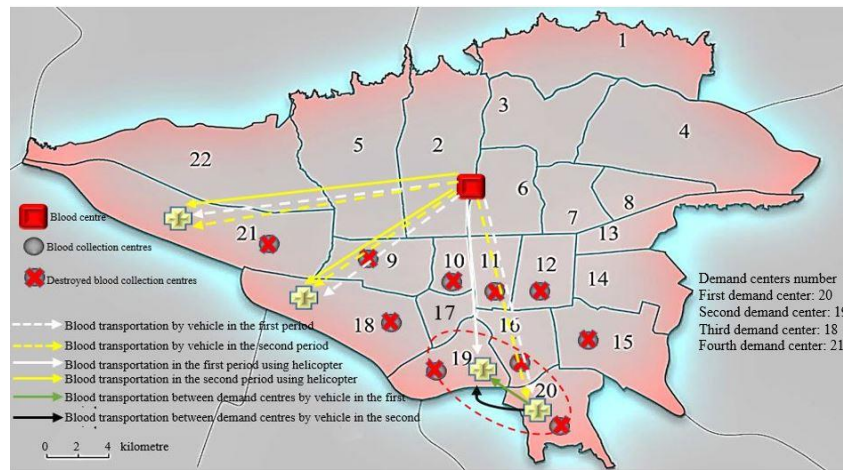 1
3
4
2
5
22
6
8
7
13
21
9
10
11
12
14
17
18
16
15
19
20
Blood centre
Blood collection centres
Destroyed blood collection centres
Blood transportation by vehicle in the first period
Blood transportation by vehicle in the second period
Blood transportation in the first period using helicopter
Blood transportation in the second period using helicopter
Blood transportation between demand centres by vehicle in the first
Blood transportation between demand centres by vehicle in the second
0 2 4 kilometre
Demand centers number
First demand center: 20
Second demand center: 19
Third demand center: 18
Fourth demand center: 21